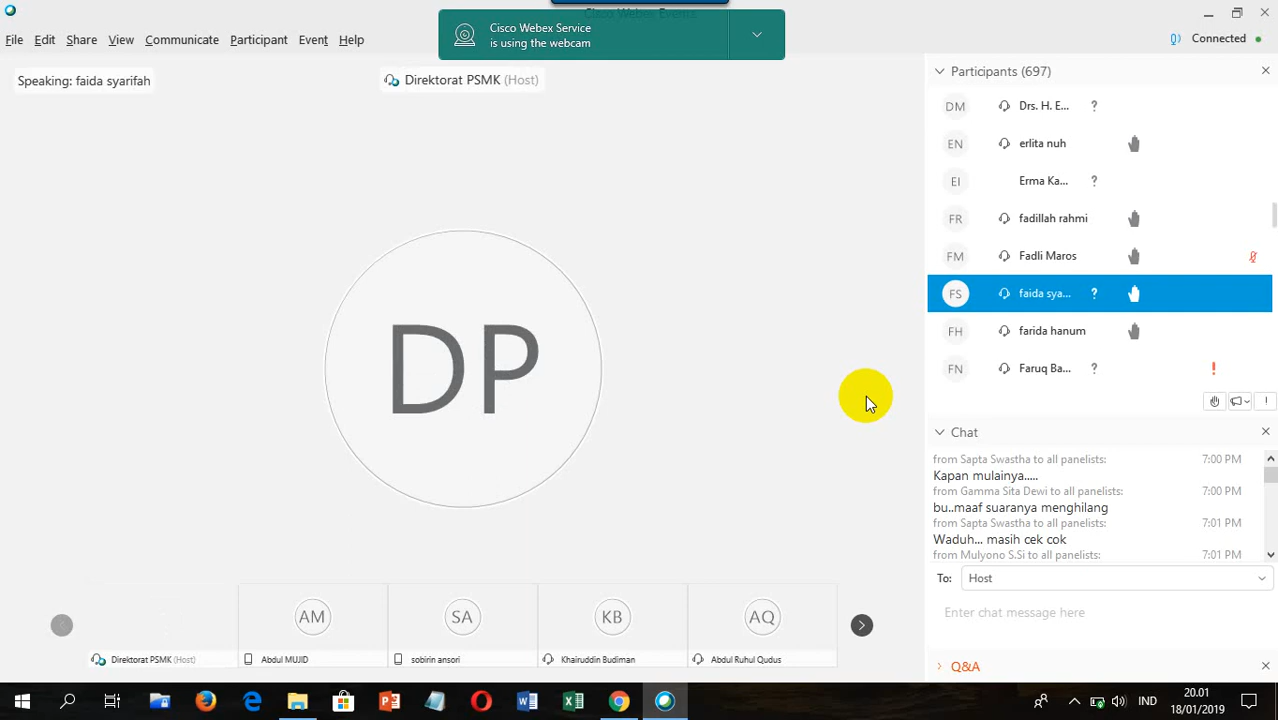 Cisco Webex Events
Cisco Webex Service
is using the webcam
File Edit Share View Communicate Participant Event Help
Connected
Speaking: faida syarifah
Direktorat PSMK (Host)
Participants (697)
DM Drs. H. E... ?
EN erlita nuh
EI Erma Ka... ?
FR fadillah rahmi
FM Fadli Maros
FS faida sya... ?
FH farida hanum
FN Faruq Ba... ? !
!
DP
Chat
from Sapta Swastha to all panelists: 7:00 PM
Kapan mulainya.....
from Gamma Sita Dewi to all panelists: 7:00 PM
bu..maaf suaranya menghilang
from Sapta Swastha to all panelists: 7:01 PM
Waduh... masih cek cok
from Mulyono S.Si to all panelists: 7:01 PM
To: Host
Enter chat message here
Q&A
AM
SA
KB
AQ
Direktorat PSMK (Host)
Abdul MUJID
sobirin ansori
Khairuddin Budiman
Abdul Ruhul Qudus
IND
20.01
18/01/2019